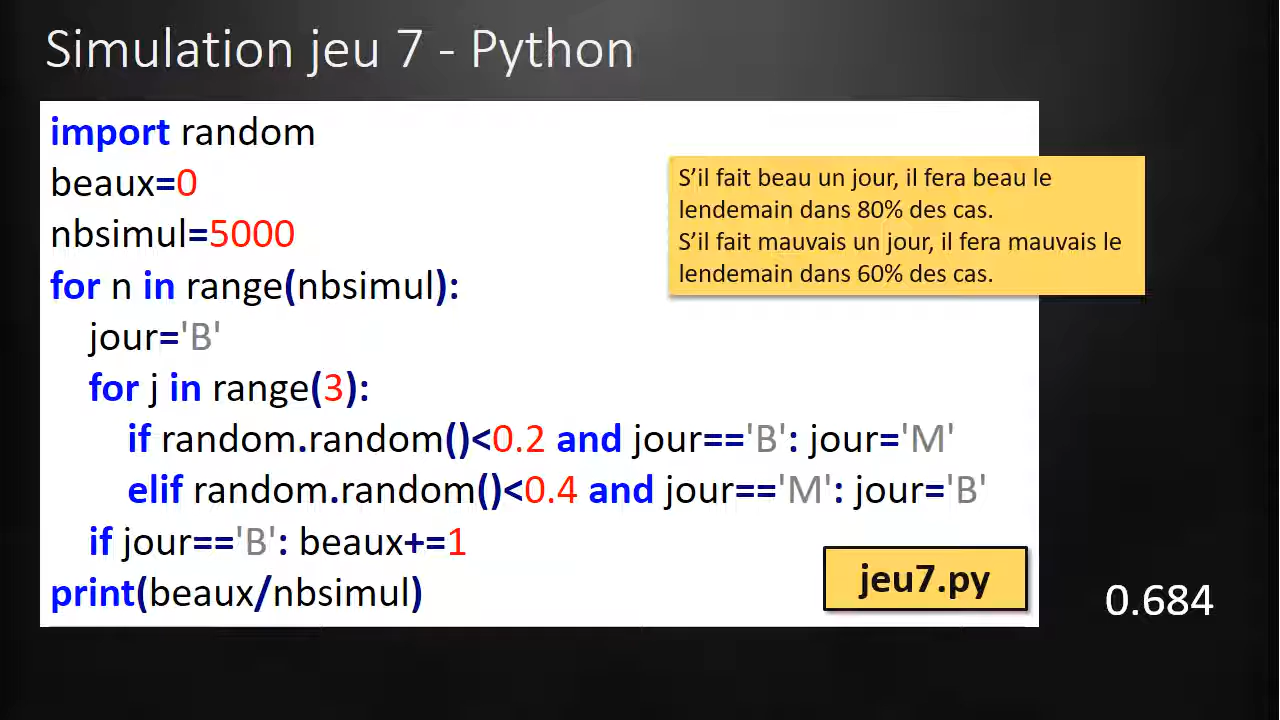 Simulation jeu 7 - Python
import random
beaux=0
nbsimul=5000
for n in range(nbsimul):
jour='B'
for j in range(3):
if random.random()<0.2 and jour=='B': jour='M'
elif random.random()<0.4 and jour=='M': jour='B'
if jour=='B': beaux+=1
print(beaux/nbsimul)
S’il fait beau un jour, il fera beau le
lendemain dans 80% des cas.
S’il fait mauvais un jour, il fera mauvais le
lendemain dans 60% des cas.
jeu7.py
0.684